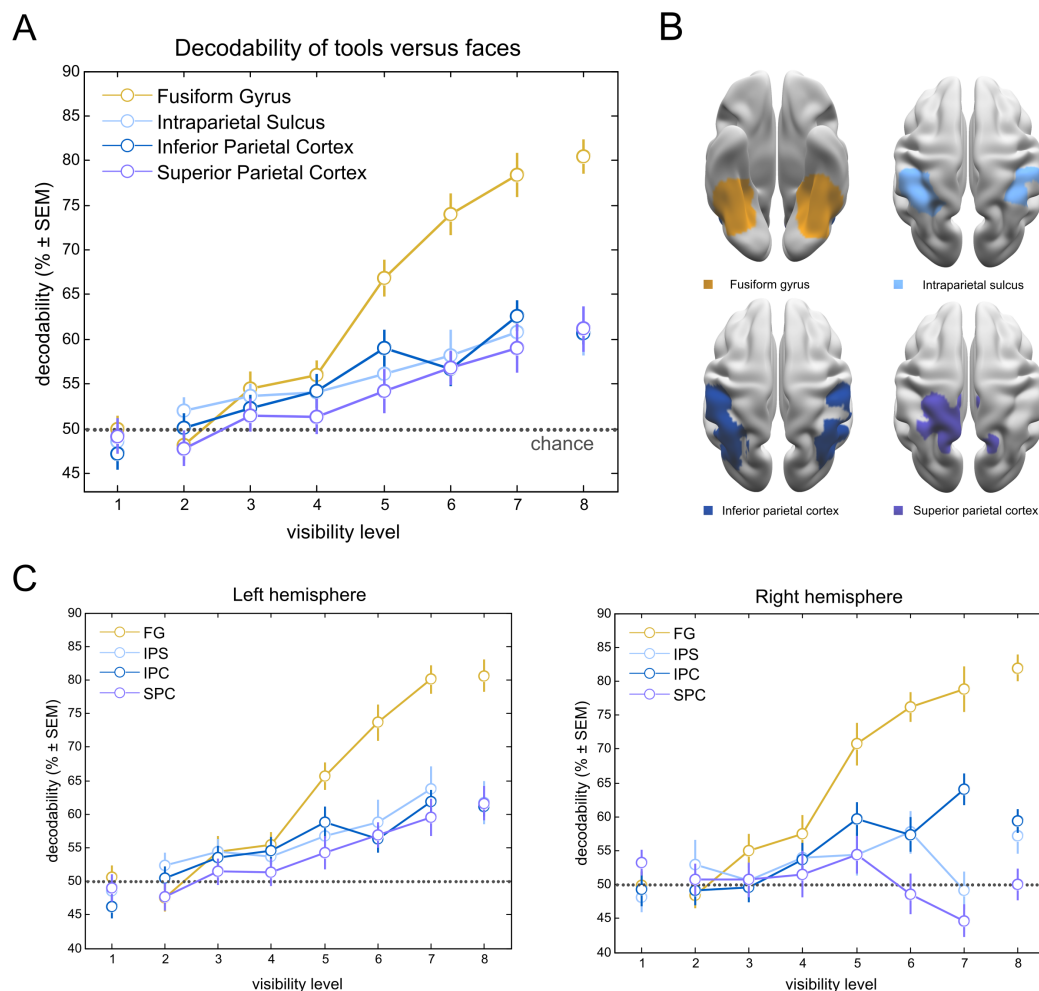 A
Decodability of tools versus faces
90
85
80
75
70
65
60
55
50
45
decodability (% ± SEM)
Fusiform Gyrus
Intraparietal Sulcus
Inferior Parietal Cortex
Superior Parietal Cortex
chance
1 2 3 4 5 6 7 8
visibility level
B
Fusiform gyrus
Intraparietal sulcus
Inferior parietal cortex
Superior parietal cortex
C
Left hemisphere
90
85
80
75
70
65
60
55
50
45
40
decodability (% ± SEM)
FG
IPS
IPC
SPC
1 2 3 4 5 6 7 8
visibility level
Right hemisphere
90
85
80
75
70
65
60
55
50
45
40
decodability (% ± SEM)
FG
IPS
IPC
SPC
1 2 3 4 5 6 7 8
visibility level